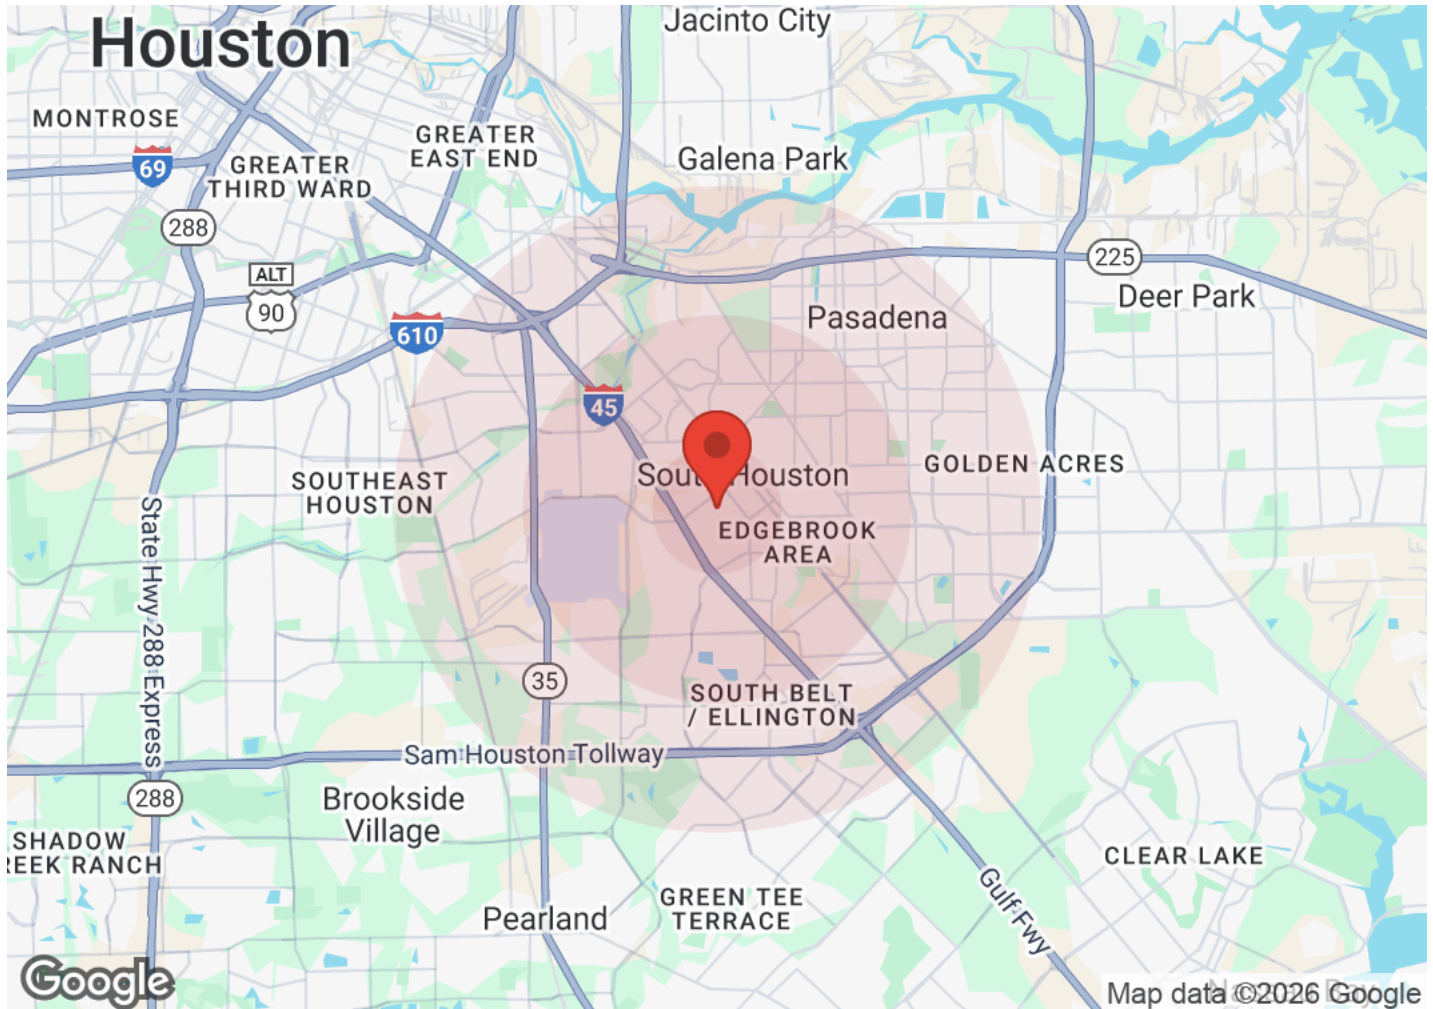 Jacinto City
Houston
MONTROSE
GREATER
EAST END
Galena Park
69
GREATER
THIRD WARD
288
225
ALT
90
Deer Park
Pasadena
610
45
South Houston
GOLDEN ACRES
SOUTHEAST
HOUSTON
EDGEBROOK
AREA
State Hwy 288 Express
35
SOUTH BELT
/ ELLINGTON
Sam Houston Tollway
288
Brookside
Village
SHADOW
REEK RANCH
CLEAR LAKE
GREEN TEE
TERRACE
Gulf Fwy
Pearland
Google
Nassau Bay
Map data ©2026 Google